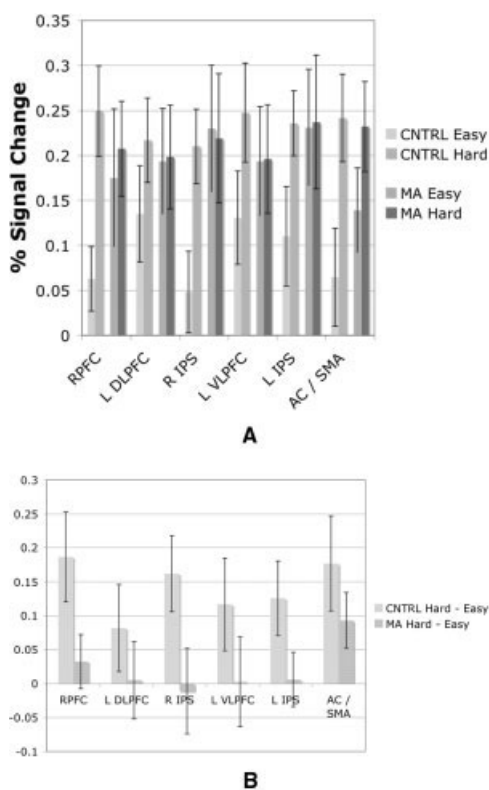 0.35
0.3
0.25
0.2
0.15
0.1
0.05
0
% Signal Change
RPFC
L DLPFC
R IPS
L VLPFC
L IPS
AC / SMA
CNTRL Easy
CNTRL Hard
MA Easy
MA Hard
A
0.3
0.25
0.2
0.15
0.1
0.05
0
-0.05
-0.1
RPFC
L DLPFC
R IPS
L VLPFC
L IPS
AC /
SMA
CNTRL Hard - Easy
MA Hard - Easy
B